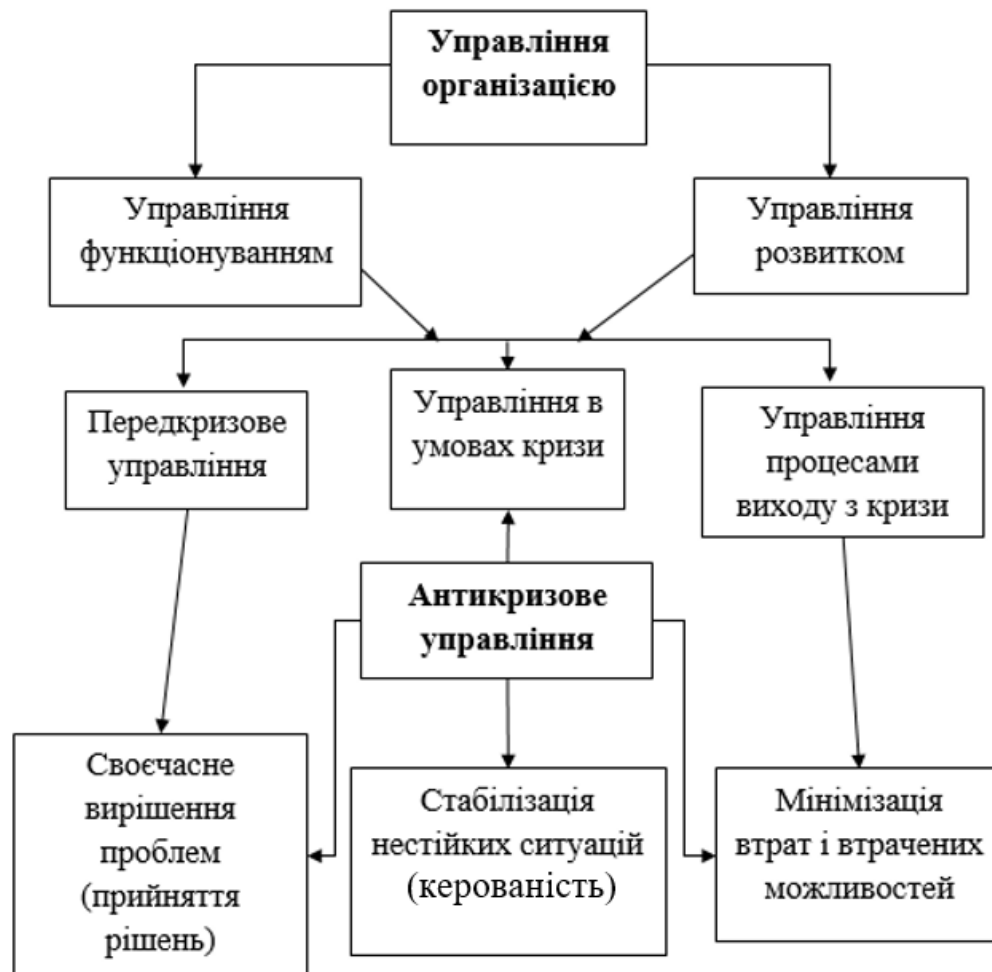 Управління
організацією
Управління
функціонуванням
Управління
розвитком
Передкризове
управління
Управління в
умовах кризи
Управління
процесами
виходу з кризи
Антикризове
управління
Своєчасне
вирішення
проблем
(прийняття
рішень)
Стабілізація
нестійких ситуацій
(керованість)
Мінімізація
втрат і втрачених
можливостей